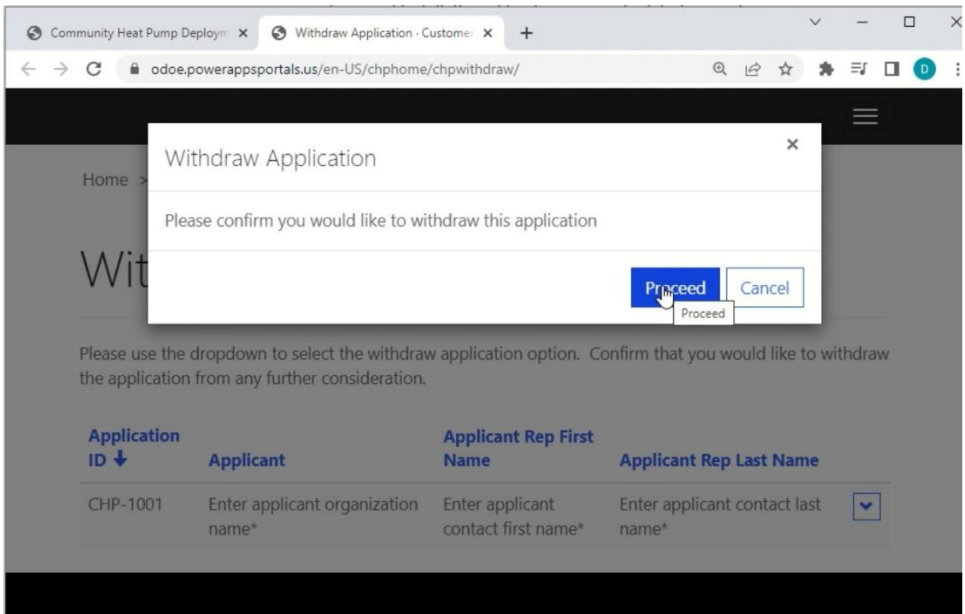 Community Heat Pump Deploym
Withdraw Application - Customer
odoe.powerappsportals.us/en-US/chphome/chpwithdraw/
D
Withdraw Application
Home >
Please confirm you would like to withdraw this application
Wit
Proceed
Cancel
Proceed
Please use the dropdown to select the withdraw application option. Confirm that you would like to withdraw
the application from any further consideration.
Application ID
Applicant
Applicant Rep First Name
Applicant Rep Last Name
CHP-1001
Enter applicant organization name*
Enter applicant contact first name*
Enter applicant contact last name*